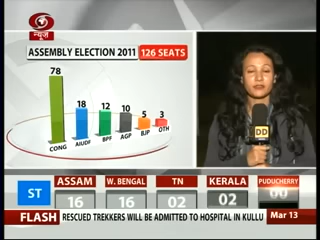 न्यूज़
ASSEMBLY ELECTION 2011 126 SEATS
78
18
12
10
5
3
CONG
AIUDF
BPF
AGP
BJP
OTH
DD
ST
ASSAM
16
16
W. BENGAL
16
16
TN
02
KERALA
02
PUDUCHERRY
00
FLASH
RESCUED TREKKERS WILL BE ADMITTED TO HOSPITAL IN KULLU
Mar 13